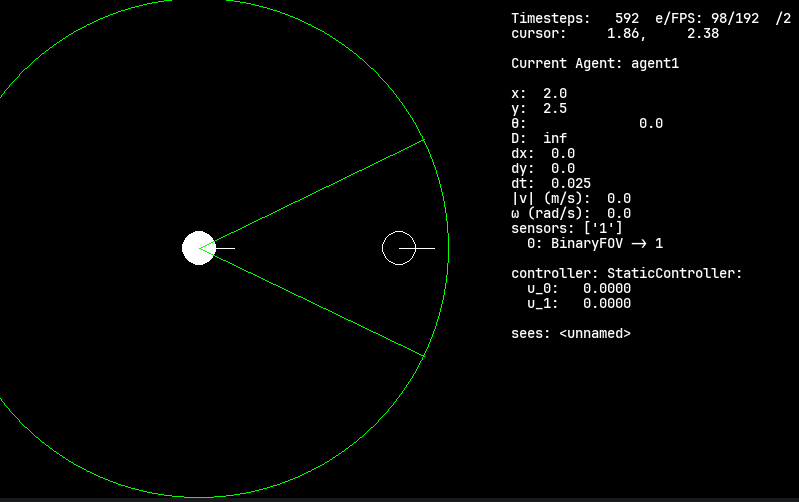 Timesteps:   592  e/FPS: 98/192  /2
cursor:     1.86,     2.38
Current Agent: agent1
x:  2.0
y:  2.5
θ:              0.0
D:  inf
dx:  0.0
dy:  0.0
dt:  0.025
|v| (m/s):  0.0
ω (rad/s):  0.0
sensors: ['1']
  0: BinaryFOV -> 1
controller: StaticController:
  u_0:   0.0000
  u_1:   0.0000
sees: <unnamed>